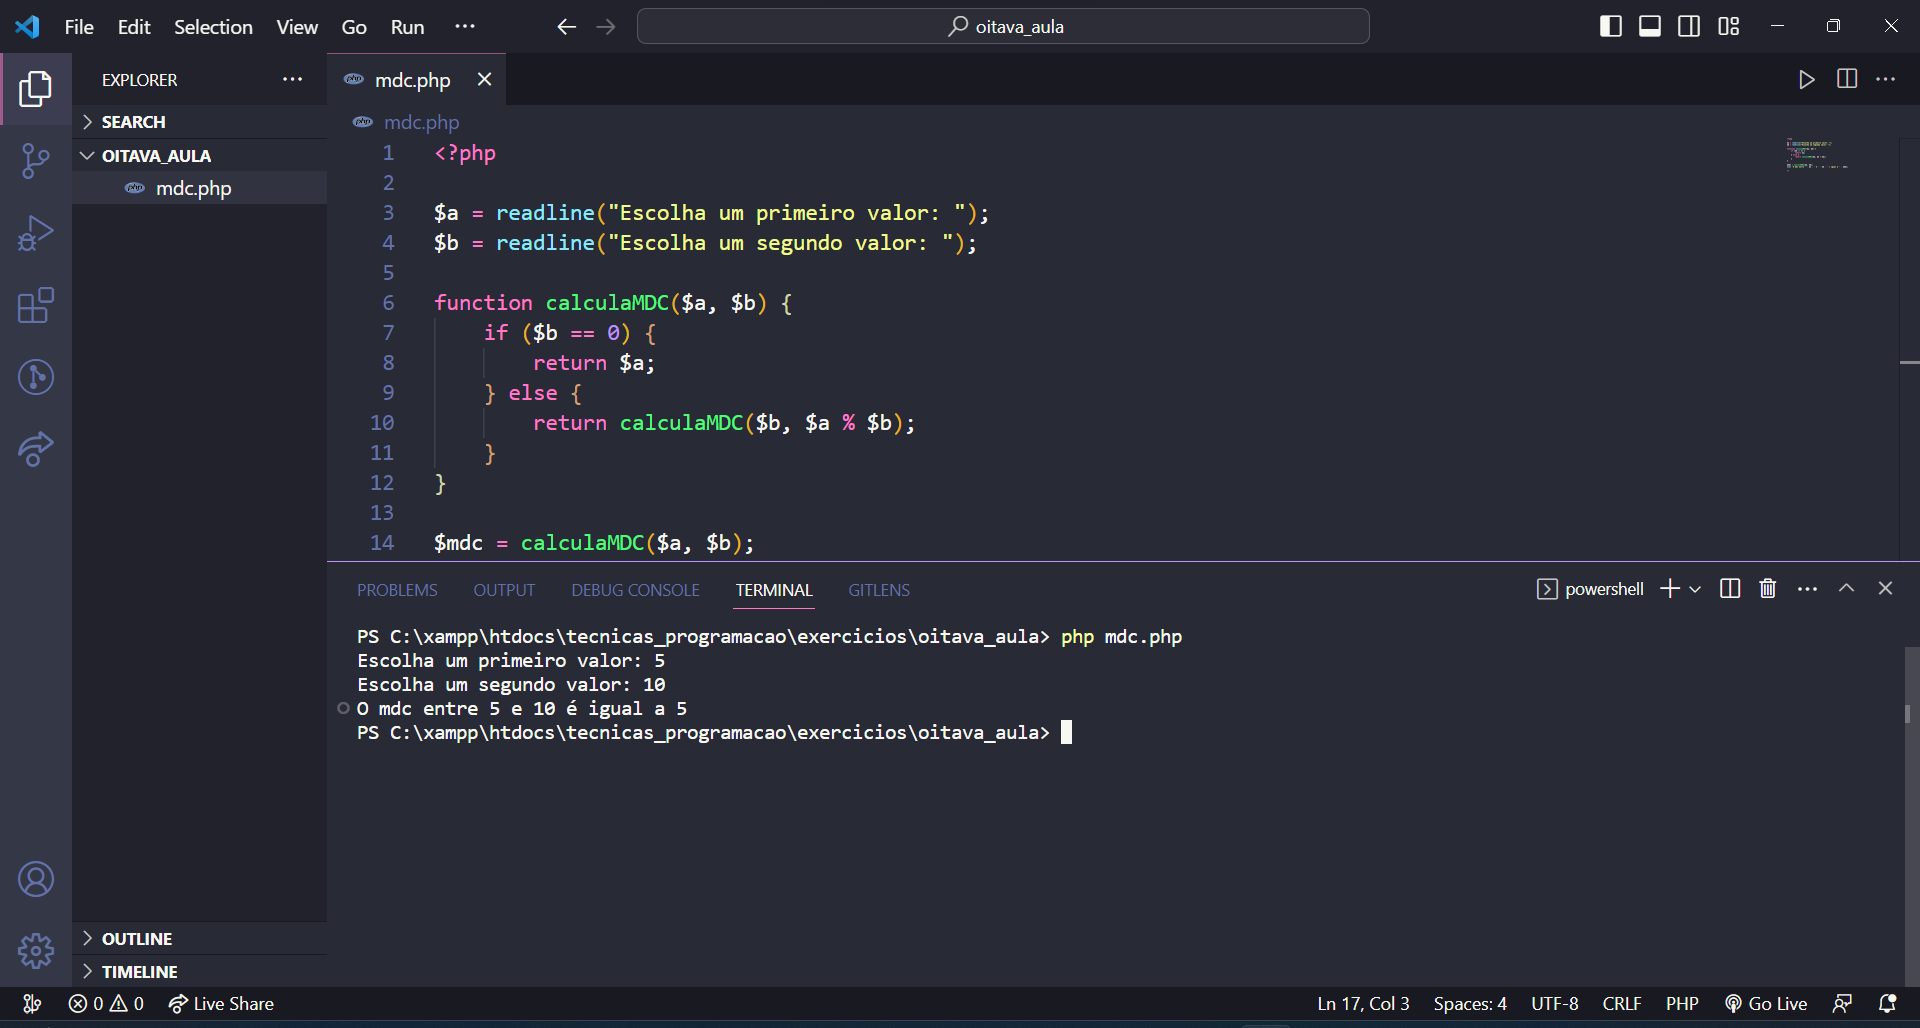 File Edit Selection View Go Run ···
oitava_aula
EXPLORER ···
SEARCH
OITAVA_AULA
php mdc.php
php mdc.php
php mdc.php
1 <?php
2
3 $a = readline("Escolha um primeiro valor: ");
4 $b = readline("Escolha um segundo valor: ");
5
6 function calculaMDC($a, $b) {
7 if ($b == 0) {
8 return $a;
9 } else {
10 return calculaMDC($b, $a % $b);
11 }
12 }
13
14 $mdc = calculaMDC($a, $b);
PROBLEMS OUTPUT DEBUG CONSOLE TERMINAL GITLENS
powershell
PS C:\xampp\htdocs\tecnicas_programacao\exercicios\oitava_aula> php mdc.php
Escolha um primeiro valor: 5
Escolha um segundo valor: 10
O mdc entre 5 e 10 é igual a 5
PS C:\xampp\htdocs\tecnicas_programacao\exercicios\oitava_aula>
OUTLINE
TIMELINE
0 0 Live Share
Ln 17, Col 3 Spaces: 4 UTF-8 CRLF PHP Go Live